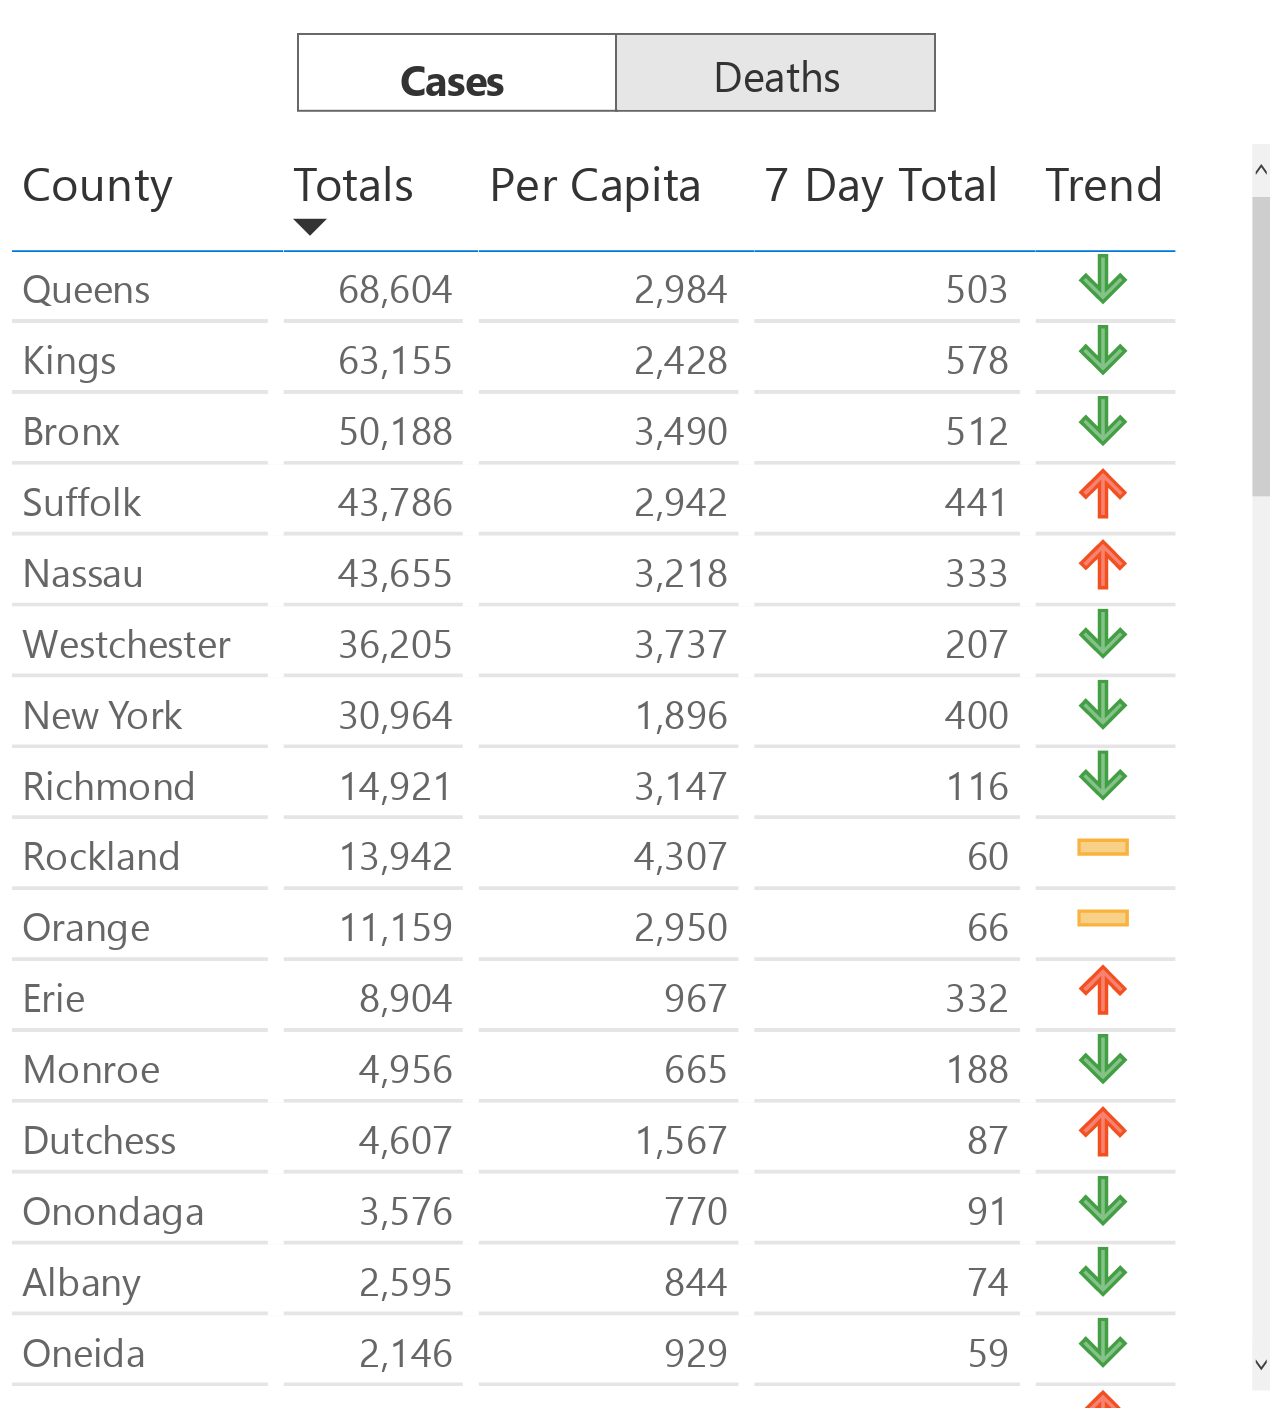 Cases Deaths
County Totals Per Capita 7 Day Total Trend
Queens 68,604 2,984 503
Kings 63,155 2,428 578
Bronx 50,188 3,490 512
Suffolk 43,786 2,942 441
Nassau 43,655 3,218 333
Westchester 36,205 3,737 207
New York 30,964 1,896 400
Richmond 14,921 3,147 116
Rockland 13,942 4,307 60
Orange 11,159 2,950 66
Erie 8,904 967 332
Monroe 4,956 665 188
Dutchess 4,607 1,567 87
Onondaga 3,576 770 91
Albany 2,595 844 74
Oneida 2,146 929 59